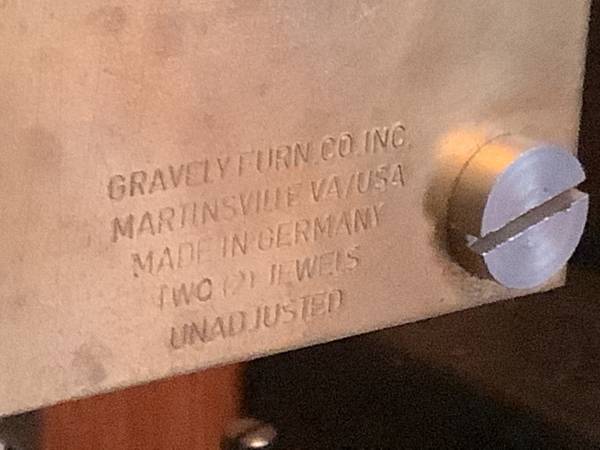 GRAVELY FURN.CO.INC.
MARTINSVILLE VA/USA
MADE IN GERMANY
TWO (2) JEWELS
UNADJUSTED